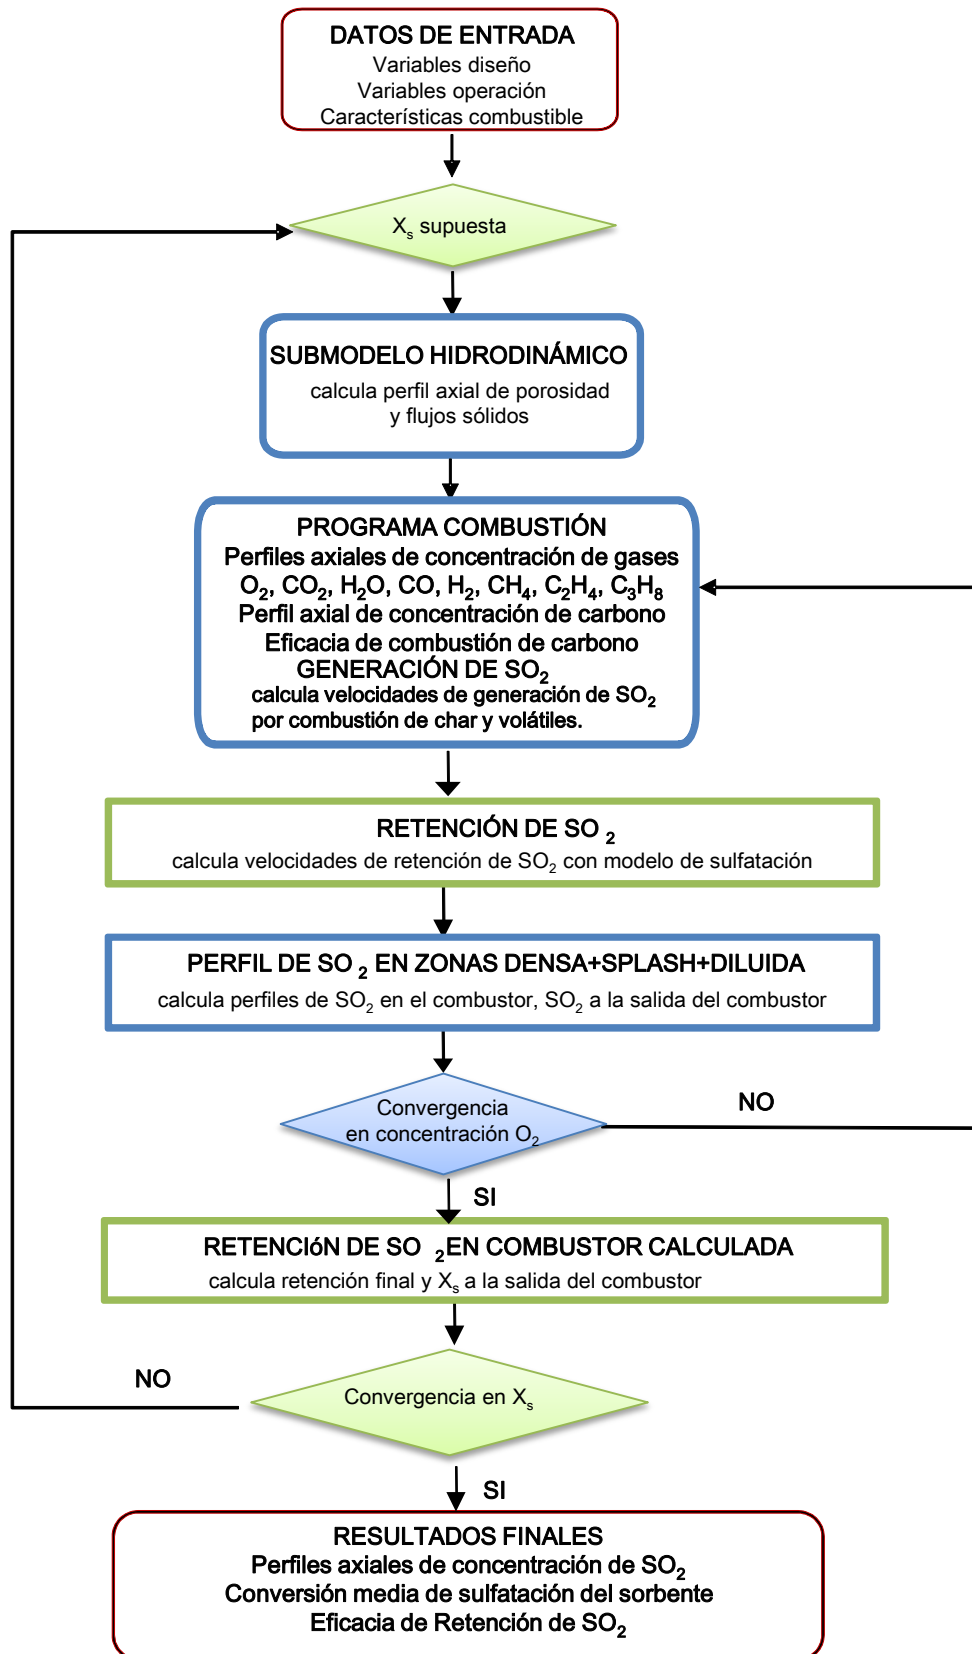 DATOS DE ENTRADA
Variables diseño
Variables operación
Características combustible
Xs supuesta
SUBMODELO HIDRODINÁMICO
calcula perfil axial de porosidad
y flujos sólidos
PROGRAMA COMBUSTIÓN
Perfiles axiales de concentración de gases
O2, CO2, H2O, CO, H2, CH4, C2H4, C3H8
Perfil axial de concentración de carbono
Eficacia de combustión de carbono
GENERACIÓN DE SO2
calcula velocidades de generación de SO2
por combustión de char y volátiles.
RETENCIÓN DE SO 2
calcula velocidades de retención de SO2 con modelo de sulfatación
PERFIL DE SO 2 EN ZONAS DENSA+SPLASH+DILUIDA
calcula perfiles de SO2 en el combustor, SO2 a la salida del combustor
Convergencia
en concentración O2
NO
SI
RETENCIóN DE SO 2EN COMBUSTOR CALCULADA
calcula retención final y Xs a la salida del combustor
NO
Convergencia en Xs
SI
RESULTADOS FINALES
Perfiles axiales de concentración de SO2
Conversión media de sulfatación del sorbente
Eficacia de Retención de SO2